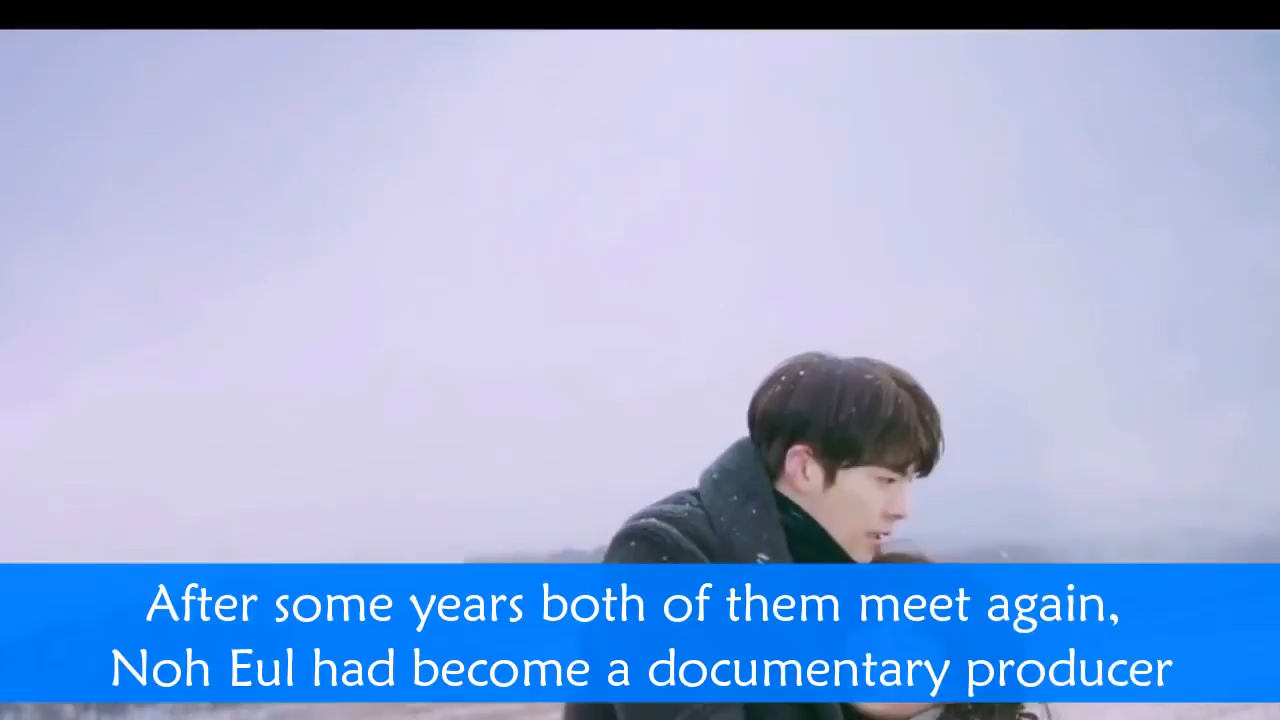 After some years both of them meet again,
Noh Eul had become a documentary producer